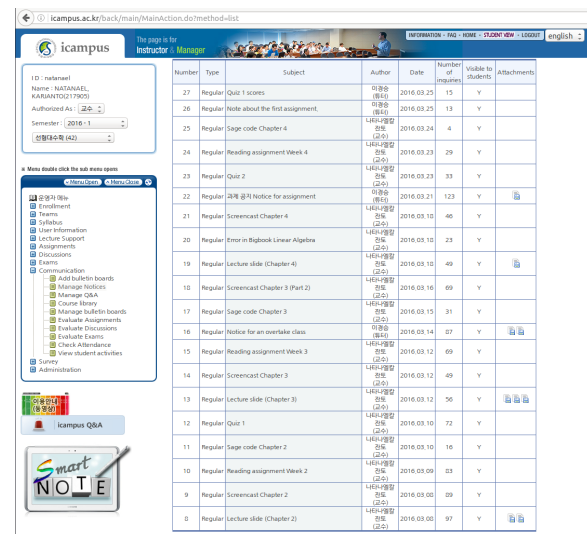 icampus.ac.kr/back/main/MainAction.do?method=list
icampus
The page is for
Instructor & Manager
INFORMATION - FAQ - HOME - STUDENT VIEW - LOGOUT
english
ID : natanael
Name : NATANAEL,
KARJANTO(217905)
Authorized As : 교수
Semester : 2016 - 1
선형대수학 (42)
※ Menu double click the sub menu opens
Menu Open
Menu Close
운영자 메뉴
Enrollment
Teams
Syllabus
User Information
Lecture Support
Assignments
Discussions
Exams
Communication
Add bulletin boards
Manage Notices
Manage Q&A
Course library
Manage bulletin boards
Evaluate Assignments
Evaluate Discussions
Evaluate Exams
Check Attendance
View student activities
Survey
Administration
이용안내
(동영상)
icampus Q&A
Smart
NOTE
Number Type Subject Author Date Number of inquiries Visible to students Attachments
27 Regular Quiz 1 scores 이경승 (튜터) 2016.03.25 15 Y
26 Regular Note about the first assignment. 이경승 (튜터) 2016.03.25 13 Y
25 Regular Sage code Chapter 4 나타나엘칼 잔토 (교수) 2016.03.24 4 Y
24 Regular Reading assignment Week 4 나타나엘칼 잔토 (교수) 2016.03.23 29 Y
23 Regular Quiz 2 나타나엘칼 잔토 (교수) 2016.03.23 33 Y
22 Regular 과제 공지 Notice for assignment 이경승 (튜터) 2016.03.21 123 Y
21 Regular Screencast Chapter 4 나타나엘칼 잔토 (교수) 2016.03.18 46 Y
20 Regular Error in Bigbook Linear Algebra 나타나엘칼 잔토 (교수) 2016.03.18 23 Y
19 Regular Lecture slide (Chapter 4) 나타나엘칼 잔토 (교수) 2016.03.18 49 Y
18 Regular Screencast Chapter 3 (Part 2) 나타나엘칼 잔토 (교수) 2016.03.16 69 Y
17 Regular Sage code Chapter 3 나타나엘칼 잔토 (교수) 2016.03.15 31 Y
16 Regular Notice for an overtake class 이경승 (튜터) 2016.03.14 87 Y
15 Regular Reading assignment Week 3 나타나엘칼 잔토 (교수) 2016.03.12 69 Y
14 Regular Screencast Chapter 3 나타나엘칼 잔토 (교수) 2016.03.12 49 Y
13 Regular Lecture slide (Chapter 3) 나타나엘칼 잔토 (교수) 2016.03.12 56 Y
12 Regular Quiz 1 나타나엘칼 잔토 (교수) 2016.03.10 72 Y
11 Regular Sage code Chapter 2 나타나엘칼 잔토 (교수) 2016.03.10 16 Y
10 Regular Reading assignment Week 2 나타나엘칼 잔토 (교수) 2016.03.09 83 Y
9 Regular Screencast Chapter 2 나타나엘칼 잔토 (교수) 2016.03.08 89 Y
8 Regular Lecture slide (Chapter 2) 나타나엘칼 잔토 (교수) 2016.03.08 97 Y